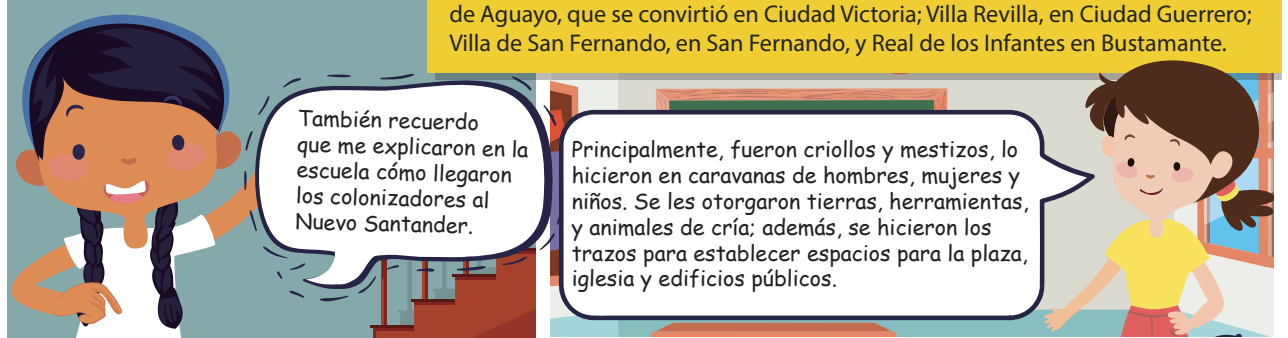 de Aguayo, que se convirtió en Ciudad Victoria; Villa Revilla, en Ciudad Guerrero;
Villa de San Fernando, en San Fernando, y Real de los Infantes en Bustamante.
También recuerdo
que me explicaron en la
escuela cómo llegaron
los colonizadores al
Nuevo Santander.
Principalmente, fueron criollos y mestizos, lo
hicieron en caravanas de hombres, mujeres y
niños. Se les otorgaron tierras, herramientas,
y animales de cría; además, se hicieron los
trazos para establecer espacios para la plaza,
iglesia y edificios públicos.